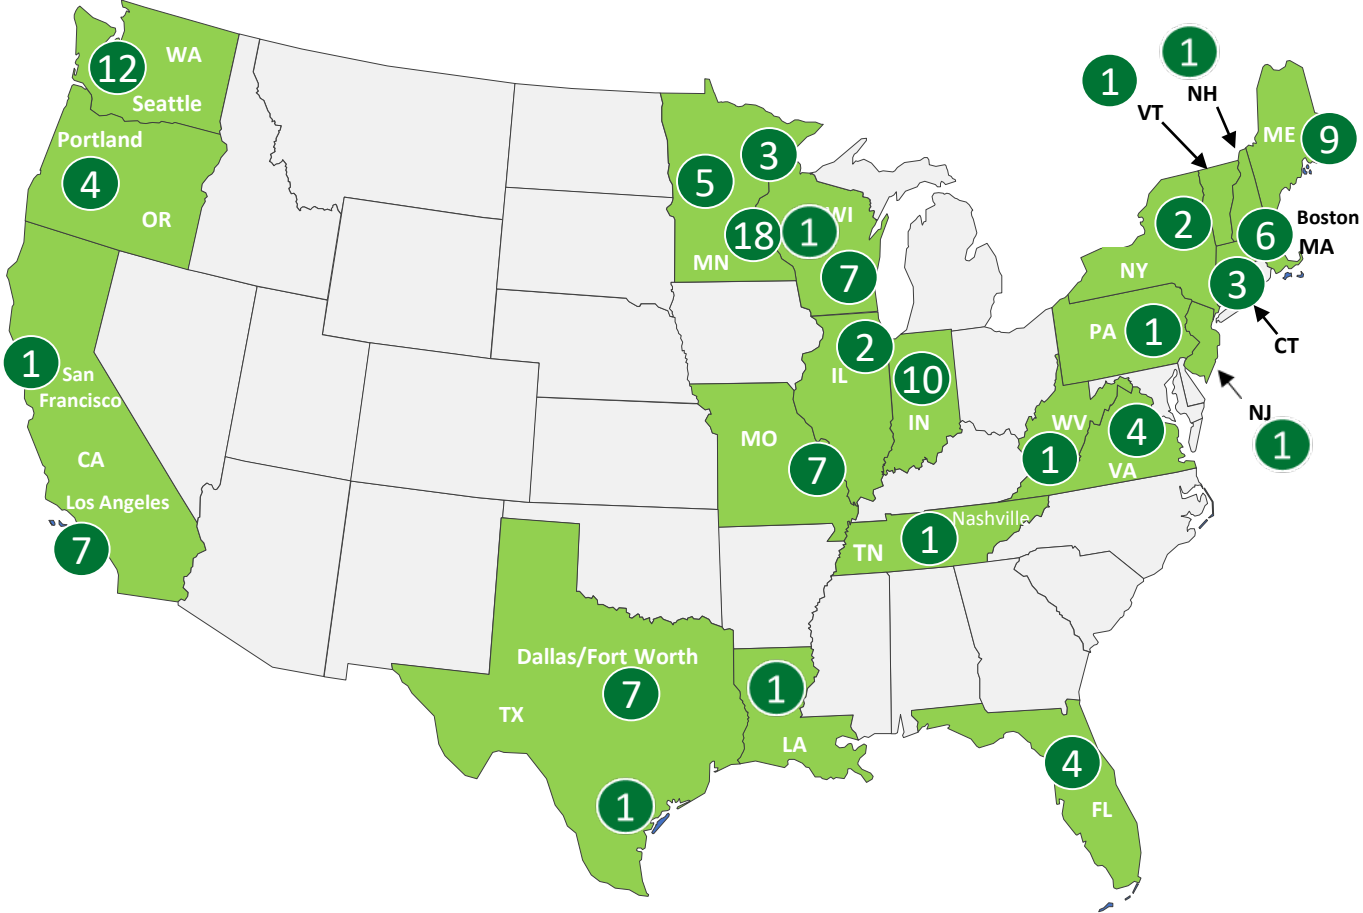 12
WA
Seattle
Portland
4
OR
1
San
Francisco
CA
Los Angeles
7
5
3
18
MN
1
WI
7
2
IL
10
IN
MO
7
Dallas/Fort Worth
7
TX
1
1
LA
TN
1
Nashville
4
FL
WV
1
4
VA
PA
1
NY
2
1
VT
1
NH
ME
9
6
Boston
MA
3
CT
NJ
1